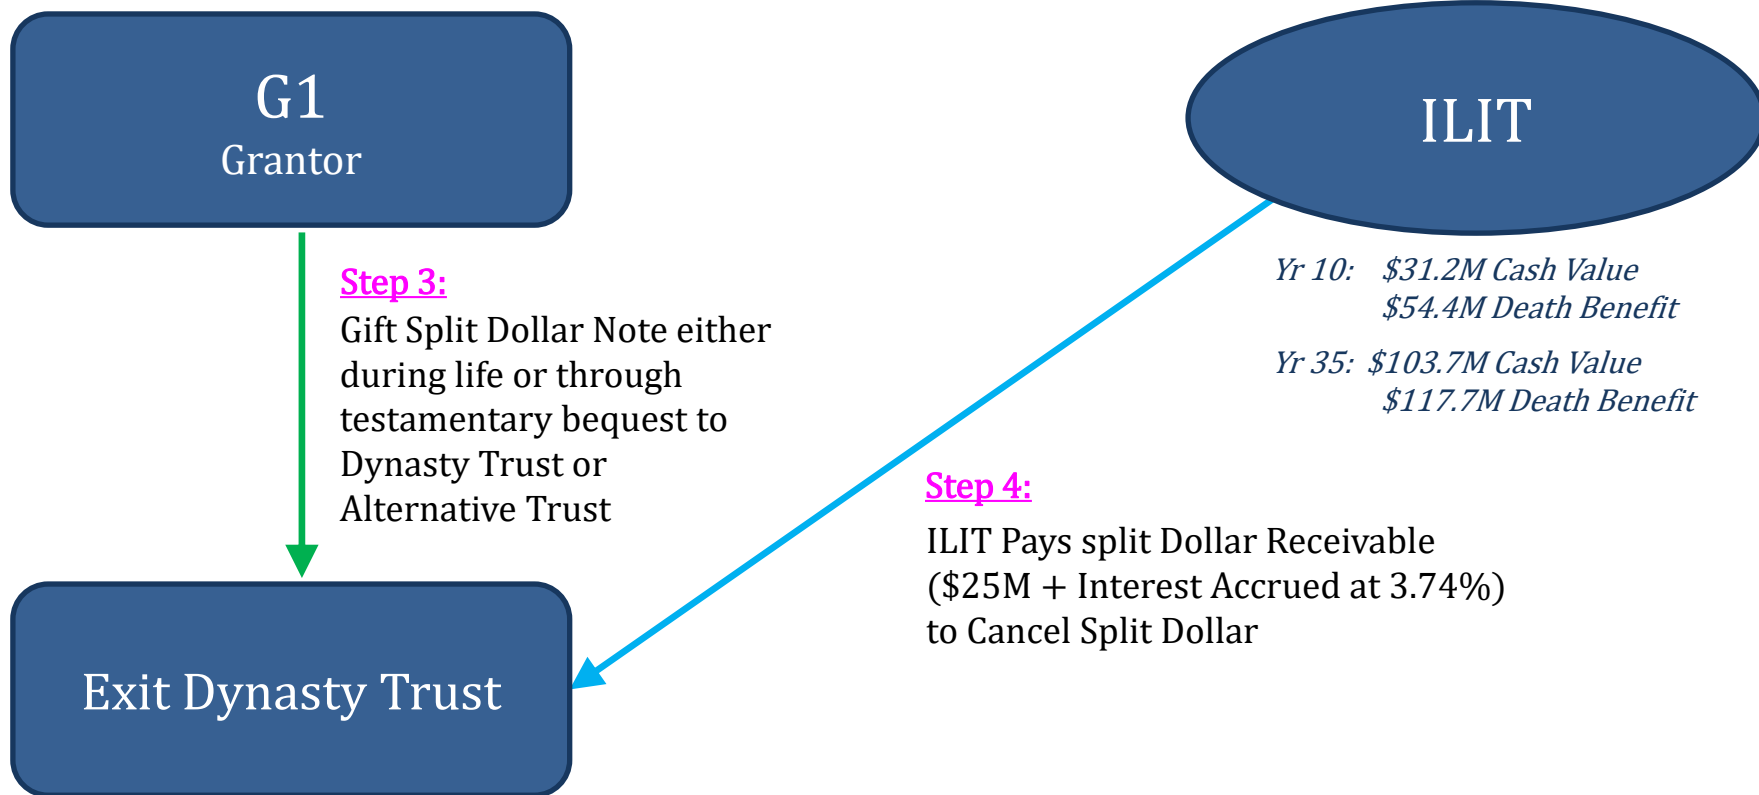 G1
Grantor
ILIT
Yr 10: $31.2M Cash Value
$54.4M Death Benefit
Yr 35: $103.7M Cash Value
$117.7M Death Benefit
Step 3:
Gift Split Dollar Note either
during life or through
testamentary bequest to
Dynasty Trust or
Alternative Trust
Step 4:
ILIT Pays split Dollar Receivable
($25M + Interest Accrued at 3.74%)
to Cancel Split Dollar
Exit Dynasty Trust